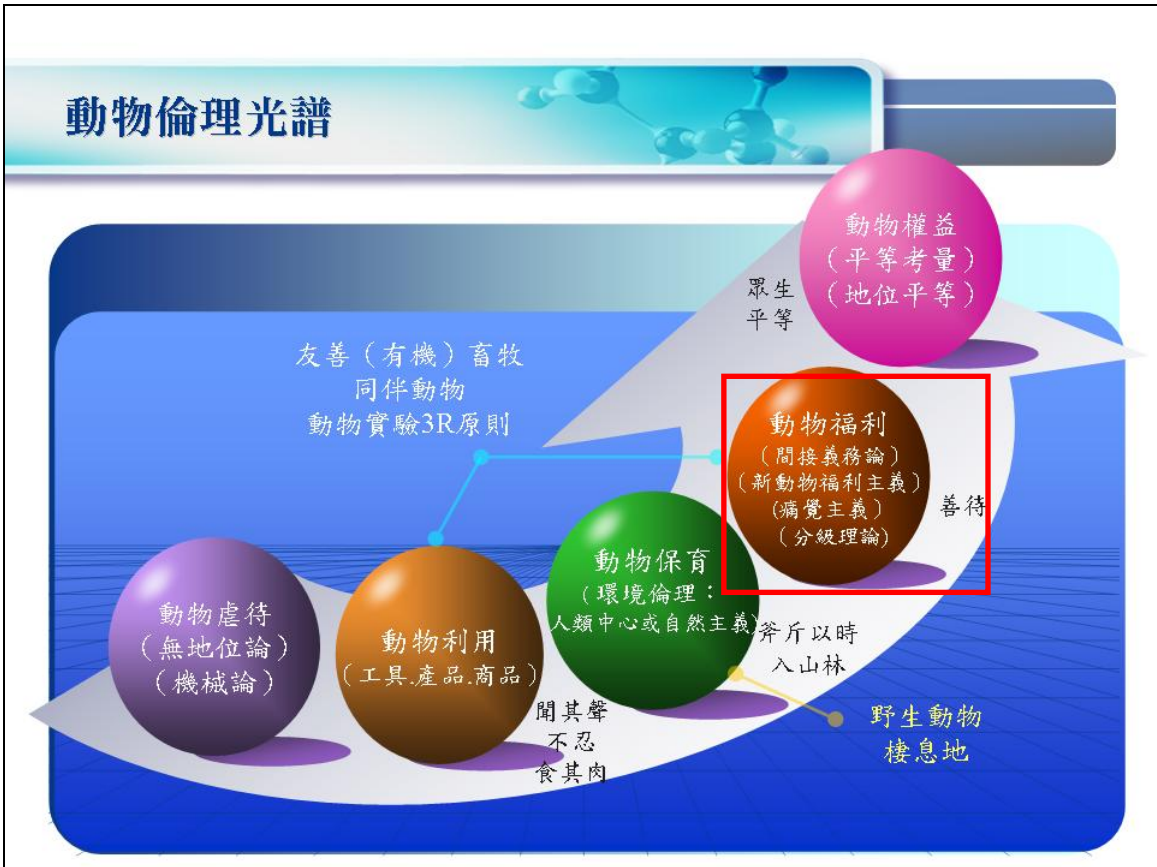 動物倫理光譜
動物權益
（平等考量）
（地位平等）
眾生
平等
友善（有機）畜牧
同伴動物
動物實驗3R原則
動物福利
（間接義務論）
（新動物福利主義）
(痛覺主義）
（分級理論)
善待
動物保育
（環境倫理：
人類中心或自然主義）
斧斤以時
入山林
動物虐待
（無地位論）
（機械論）
動物利用
（工具.產品.商品）
聞其聲
不忍
食其肉
野生動物
棲息地